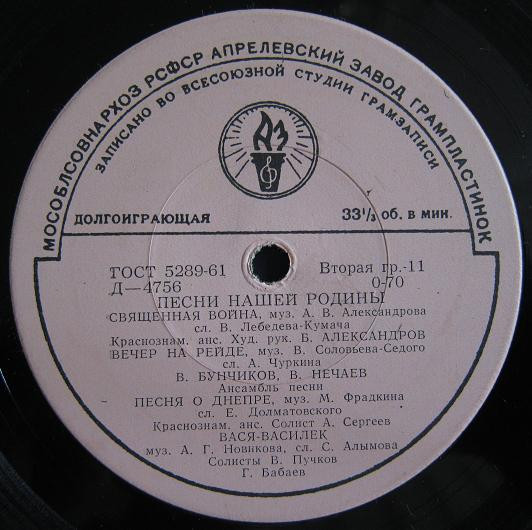 МОСОБЛСОВНАРХОЗ РСФСР АПРЕЛЕВСКИЙ ЗАВОД ГРАМПЛАСТИНОК
ЗАПИСАНО ВО ВСЕСОЮЗНОЙ СТУДИИ ГРАМЗАПИСИ
АЗ
ДОЛГОИГРАЮЩАЯ 33⅓ об. в мин.
ГОСТ 5289-61 Вторая гр.-11
Д—4756 0-70
ПЕСНИ НАШЕЙ РОДИНЫ
СВЯЩЕННАЯ ВОЙНА, муз. А. В. Александрова
сл. В. Лебедева-Кумача
Краснознам. анс. Худ. рук. Б. АЛЕКСАНДРОВ
ВЕЧЕР НА РЕЙДЕ, муз. В. Соловьева-Седого
сл. А. Чуркина
В. БУНЧИКОВ, В. НЕЧАЕВ
Ансамбль песни
ПЕСНЯ О ДНЕПРЕ, муз. М. Фрадкина
сл. Е. Долматовского
Краснознам. анс. Солист А. Сергеев
ВАСЯ-ВАСИЛЕК
муз. А. Г. Новикова, сл. С. Алымова
Солисты В. Пучков
Г. Бабаев